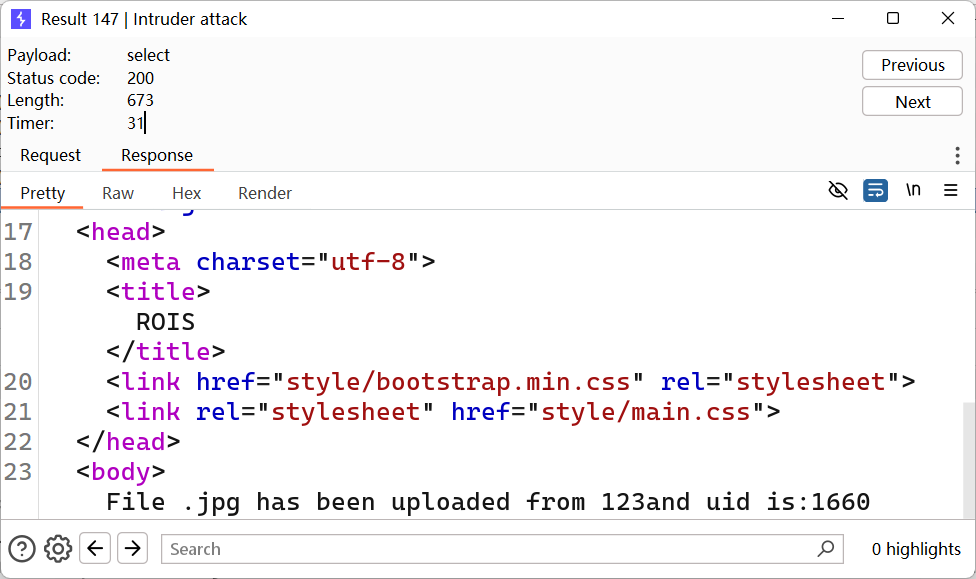 Result 147 | Intruder attack
Payload: select
Status code: 200
Length: 673
Timer: 31
Previous
Next
Request Response
Pretty Raw Hex Render \n
17 <head>
18 <meta charset="utf-8">
19 <title>
ROIS
</title>
20 <link href="style/bootstrap.min.css" rel="stylesheet">
21 <link rel="stylesheet" href="style/main.css">
22 </head>
23 <body>
File .jpg has been uploaded from 123and uid is:1660
Search 0 highlights